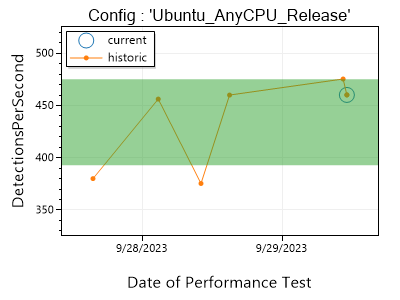 Config : 'Ubuntu_AnyCPU_Release'
current
historic
DetectionsPerSecond
500
450
400
350
9/28/2023
9/29/2023
Date of Performance Test